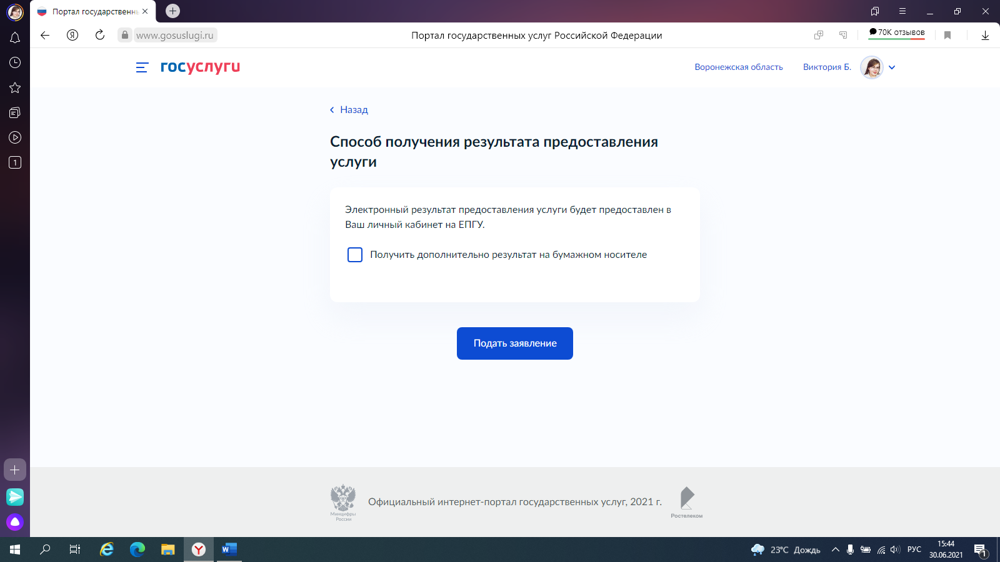 Портал государственнь
www.gosuslugi.ru
Портал государственных услуг Российской Федерации
70К отзывов
госуслуги
Воронежская область
Виктория Б.
Назад
Способ получения результата предоставления
услуги
Электронный результат предоставления услуги будет предоставлен в
Ваш личный кабинет на ЕПГУ.
Получить дополнительно результат на бумажном носителе
Подать заявление
Минцифры
России
Официальный интернет-портал государственных услуг, 2021 г.
Ростелеком
1
23°C Дождь
РУС
15:44
30.06.2021
1